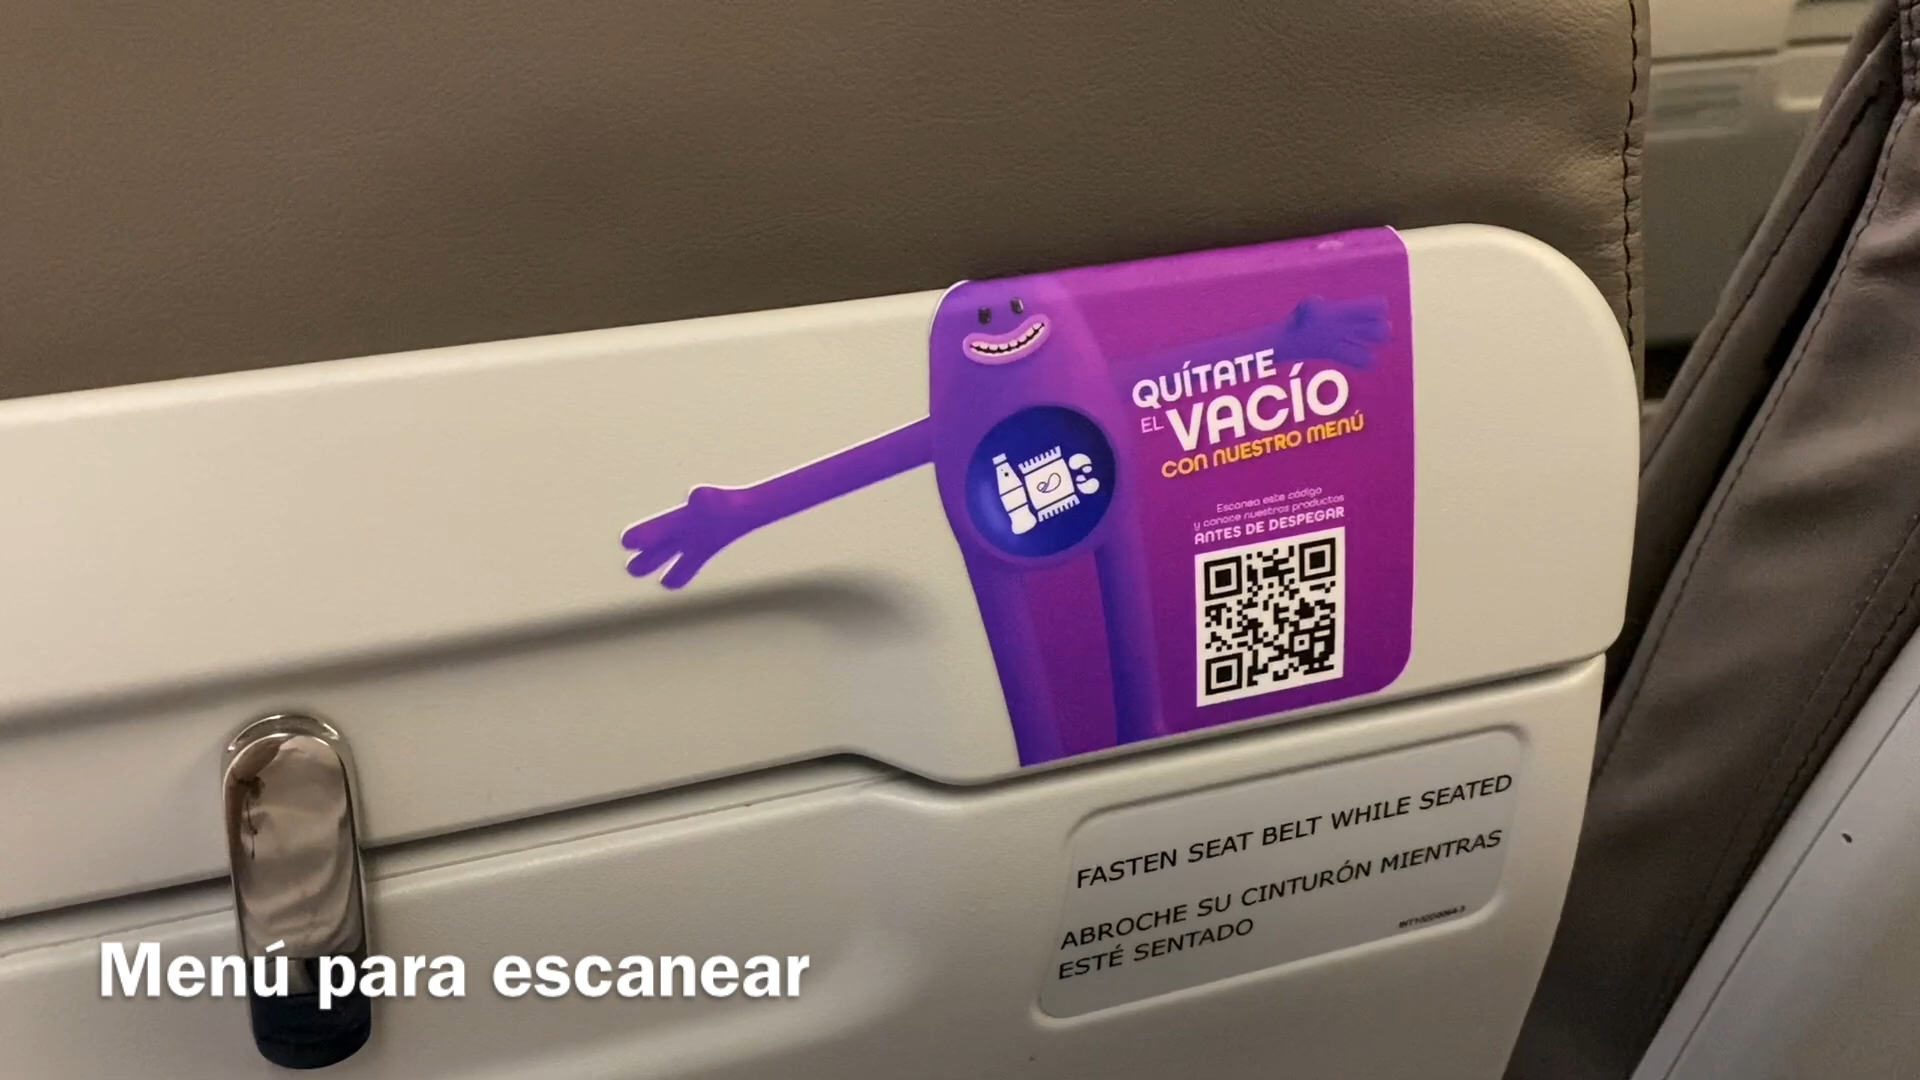 QUÍTATE
EL VACÍO
CON NUESTRO MENÚ
Escanea este código
y conoce nuestros productos
ANTES DE DESPEGAR
FASTEN SEAT BELT WHILE SEATED
ABROCHE SU CINTURÓN MIENTRAS
ESTÉ SENTADO
Menú para escanear